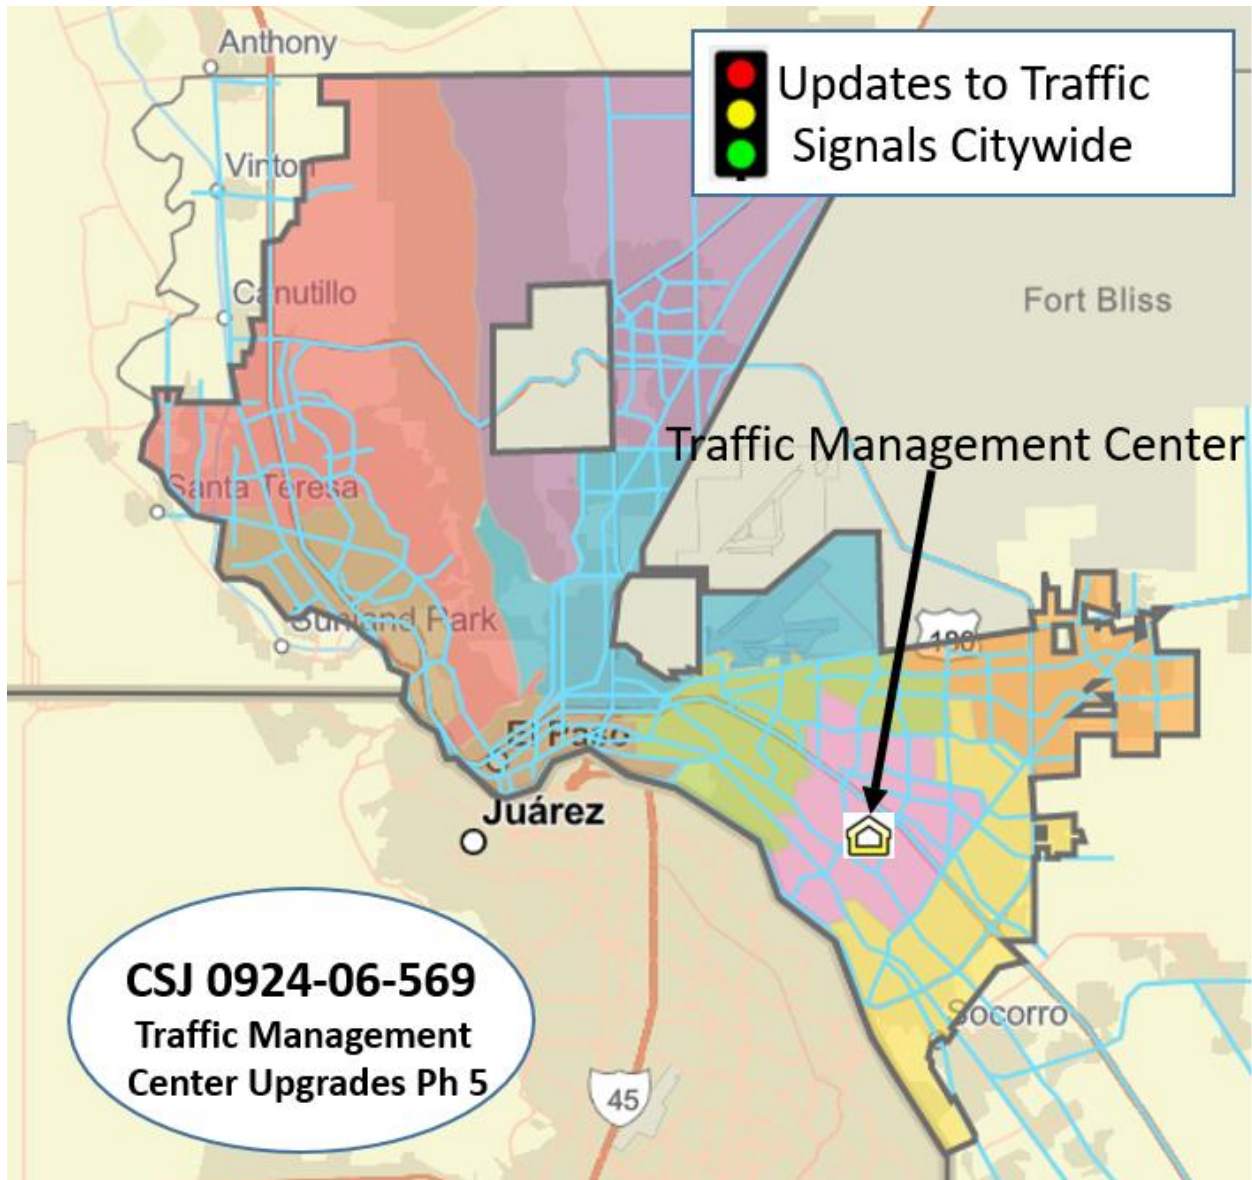 Anthony
Updates to Traffic
Signals Citywide
Vinton
Canutillo
Fort Bliss
Traffic Management Center
Santa Teresa
Sunland Park
180
El Paso
Juárez
CSJ 0924-06-569
Traffic Management
Center Upgrades Ph 5
Socorro
45